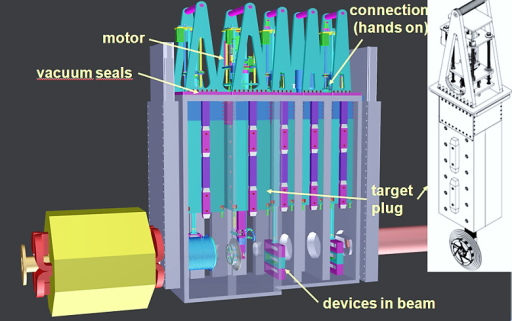 connection
(hands on)
motor
vacuum seals
target
plug
devices in beam